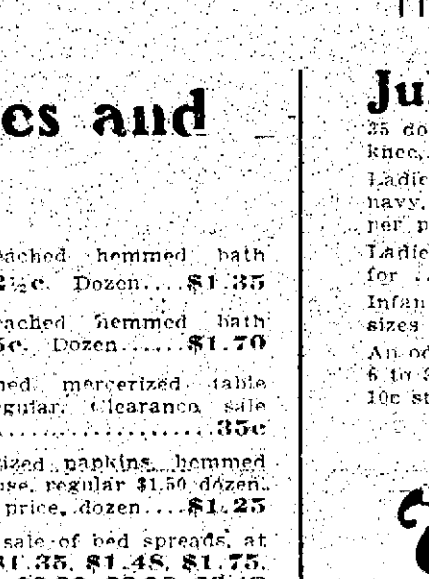 es and
eached hemmed bath
2½c. Dozen....$1.35
eached hemmed bath
5c. Dozen......$1.70
ned mercerized table
egular. Clearance sale
...................35c
ized napkins hemmed
use, regular $1.50 dozen.
price, dozen....$1.25
sale of bed spreads, at
$1.35, $1.48, $1.75,
Jul
25 do
knee,
Ladie
navy,
per p
Ladie
for ..
Infan
sizes
An od
6 to
10c st